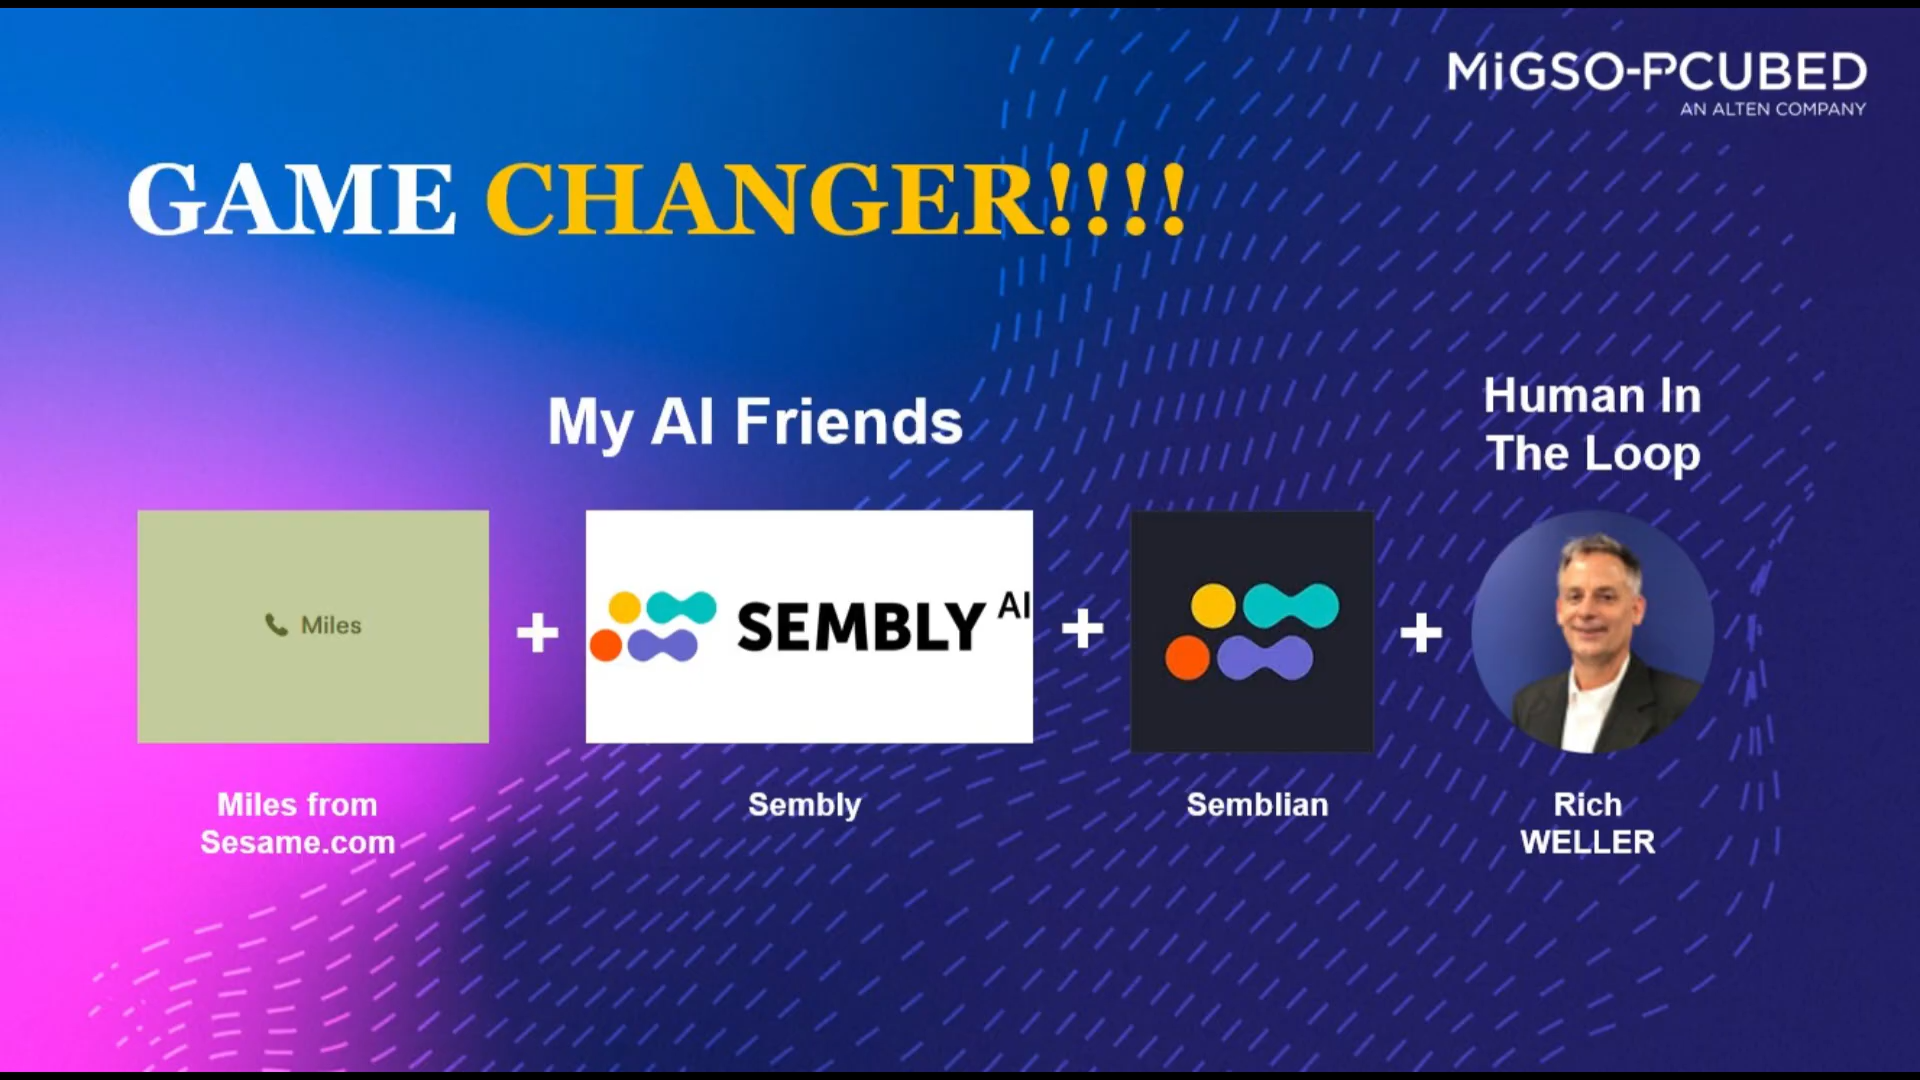 MiGSO-PCUBED
AN ALTEN COMPANY
GAME CHANGER!!!!
My AI Friends
Human In
The Loop
Miles
+
SEMBLY AI
+
+
Miles from
Sesame.com
Sembly
Semblian
Rich
WELLER